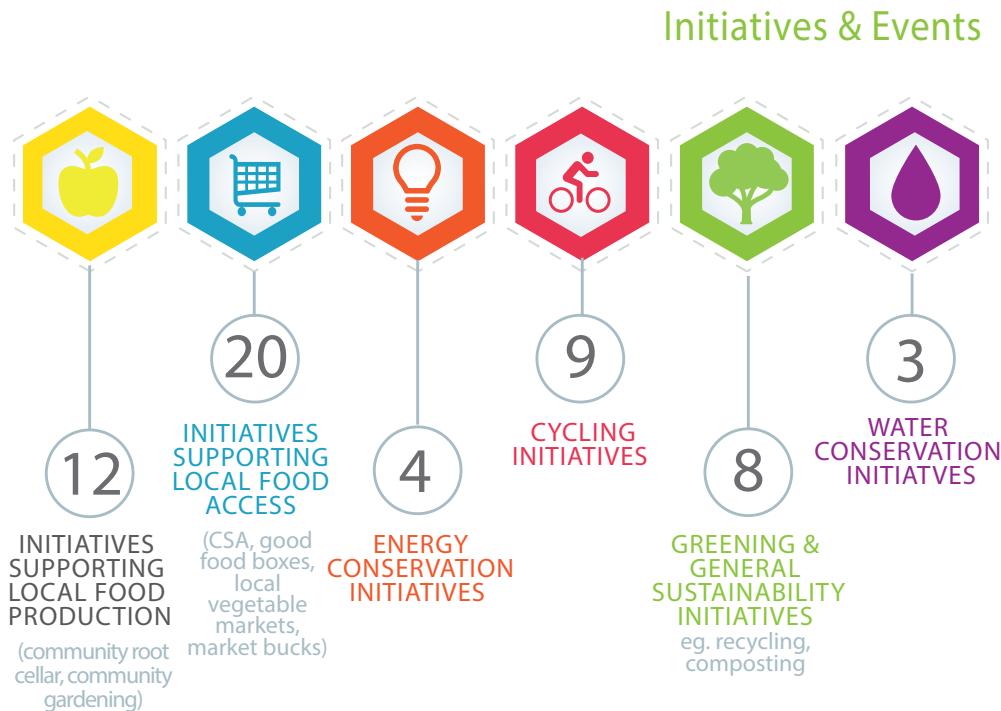 Initiatives & Events
12
INITIATIVES
SUPPORTING
LOCAL FOOD
PRODUCTION
(community root
cellar, community
gardening)
20
INITIATIVES
SUPPORTING
LOCAL FOOD
ACCESS
(CSA, good
food boxes,
local
vegetable
markets,
market bucks)
4
ENERGY
CONSERVATION
INITIATIVES
9
CYCLING
INITIATIVES
8
GREENING &
GENERAL
SUSTAINABILITY
INITIATIVES
eg. recycling,
composting
3
WATER
CONSERVATION
INITIATVES